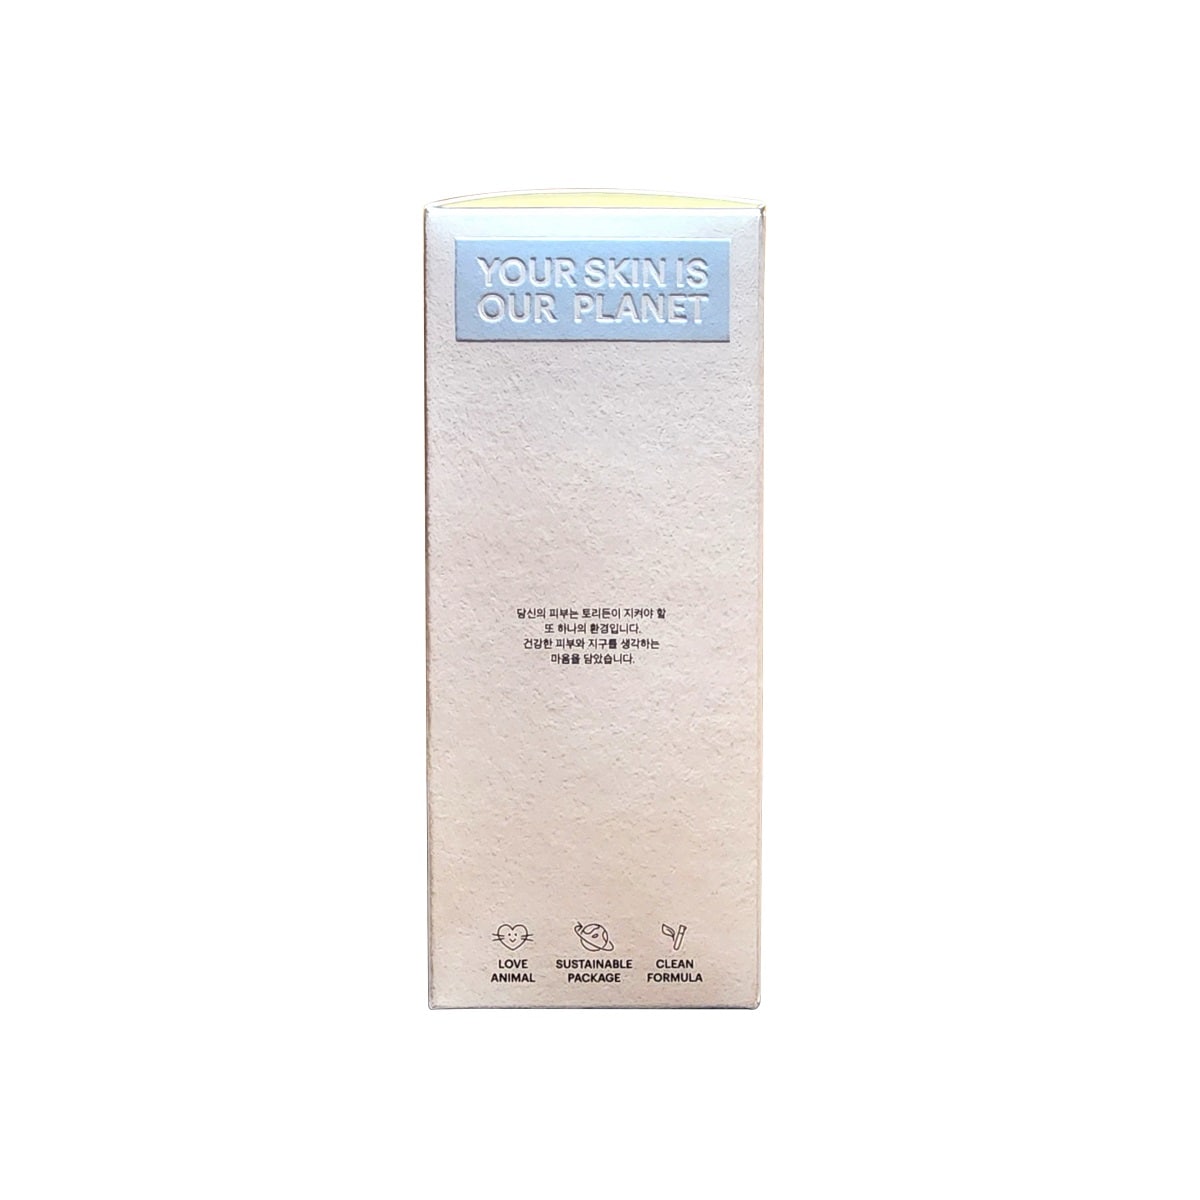 YOUR SKIN IS
OUR PLANET
당신의 피부는 토리든이 지켜야 할
또 하나의 환경입니다.
건강한 피부와 지구를 생각하는
마음을 담았습니다.
LOVE
ANIMAL
SUSTAINABLE
PACKAGE
CLEAN
FORMULA